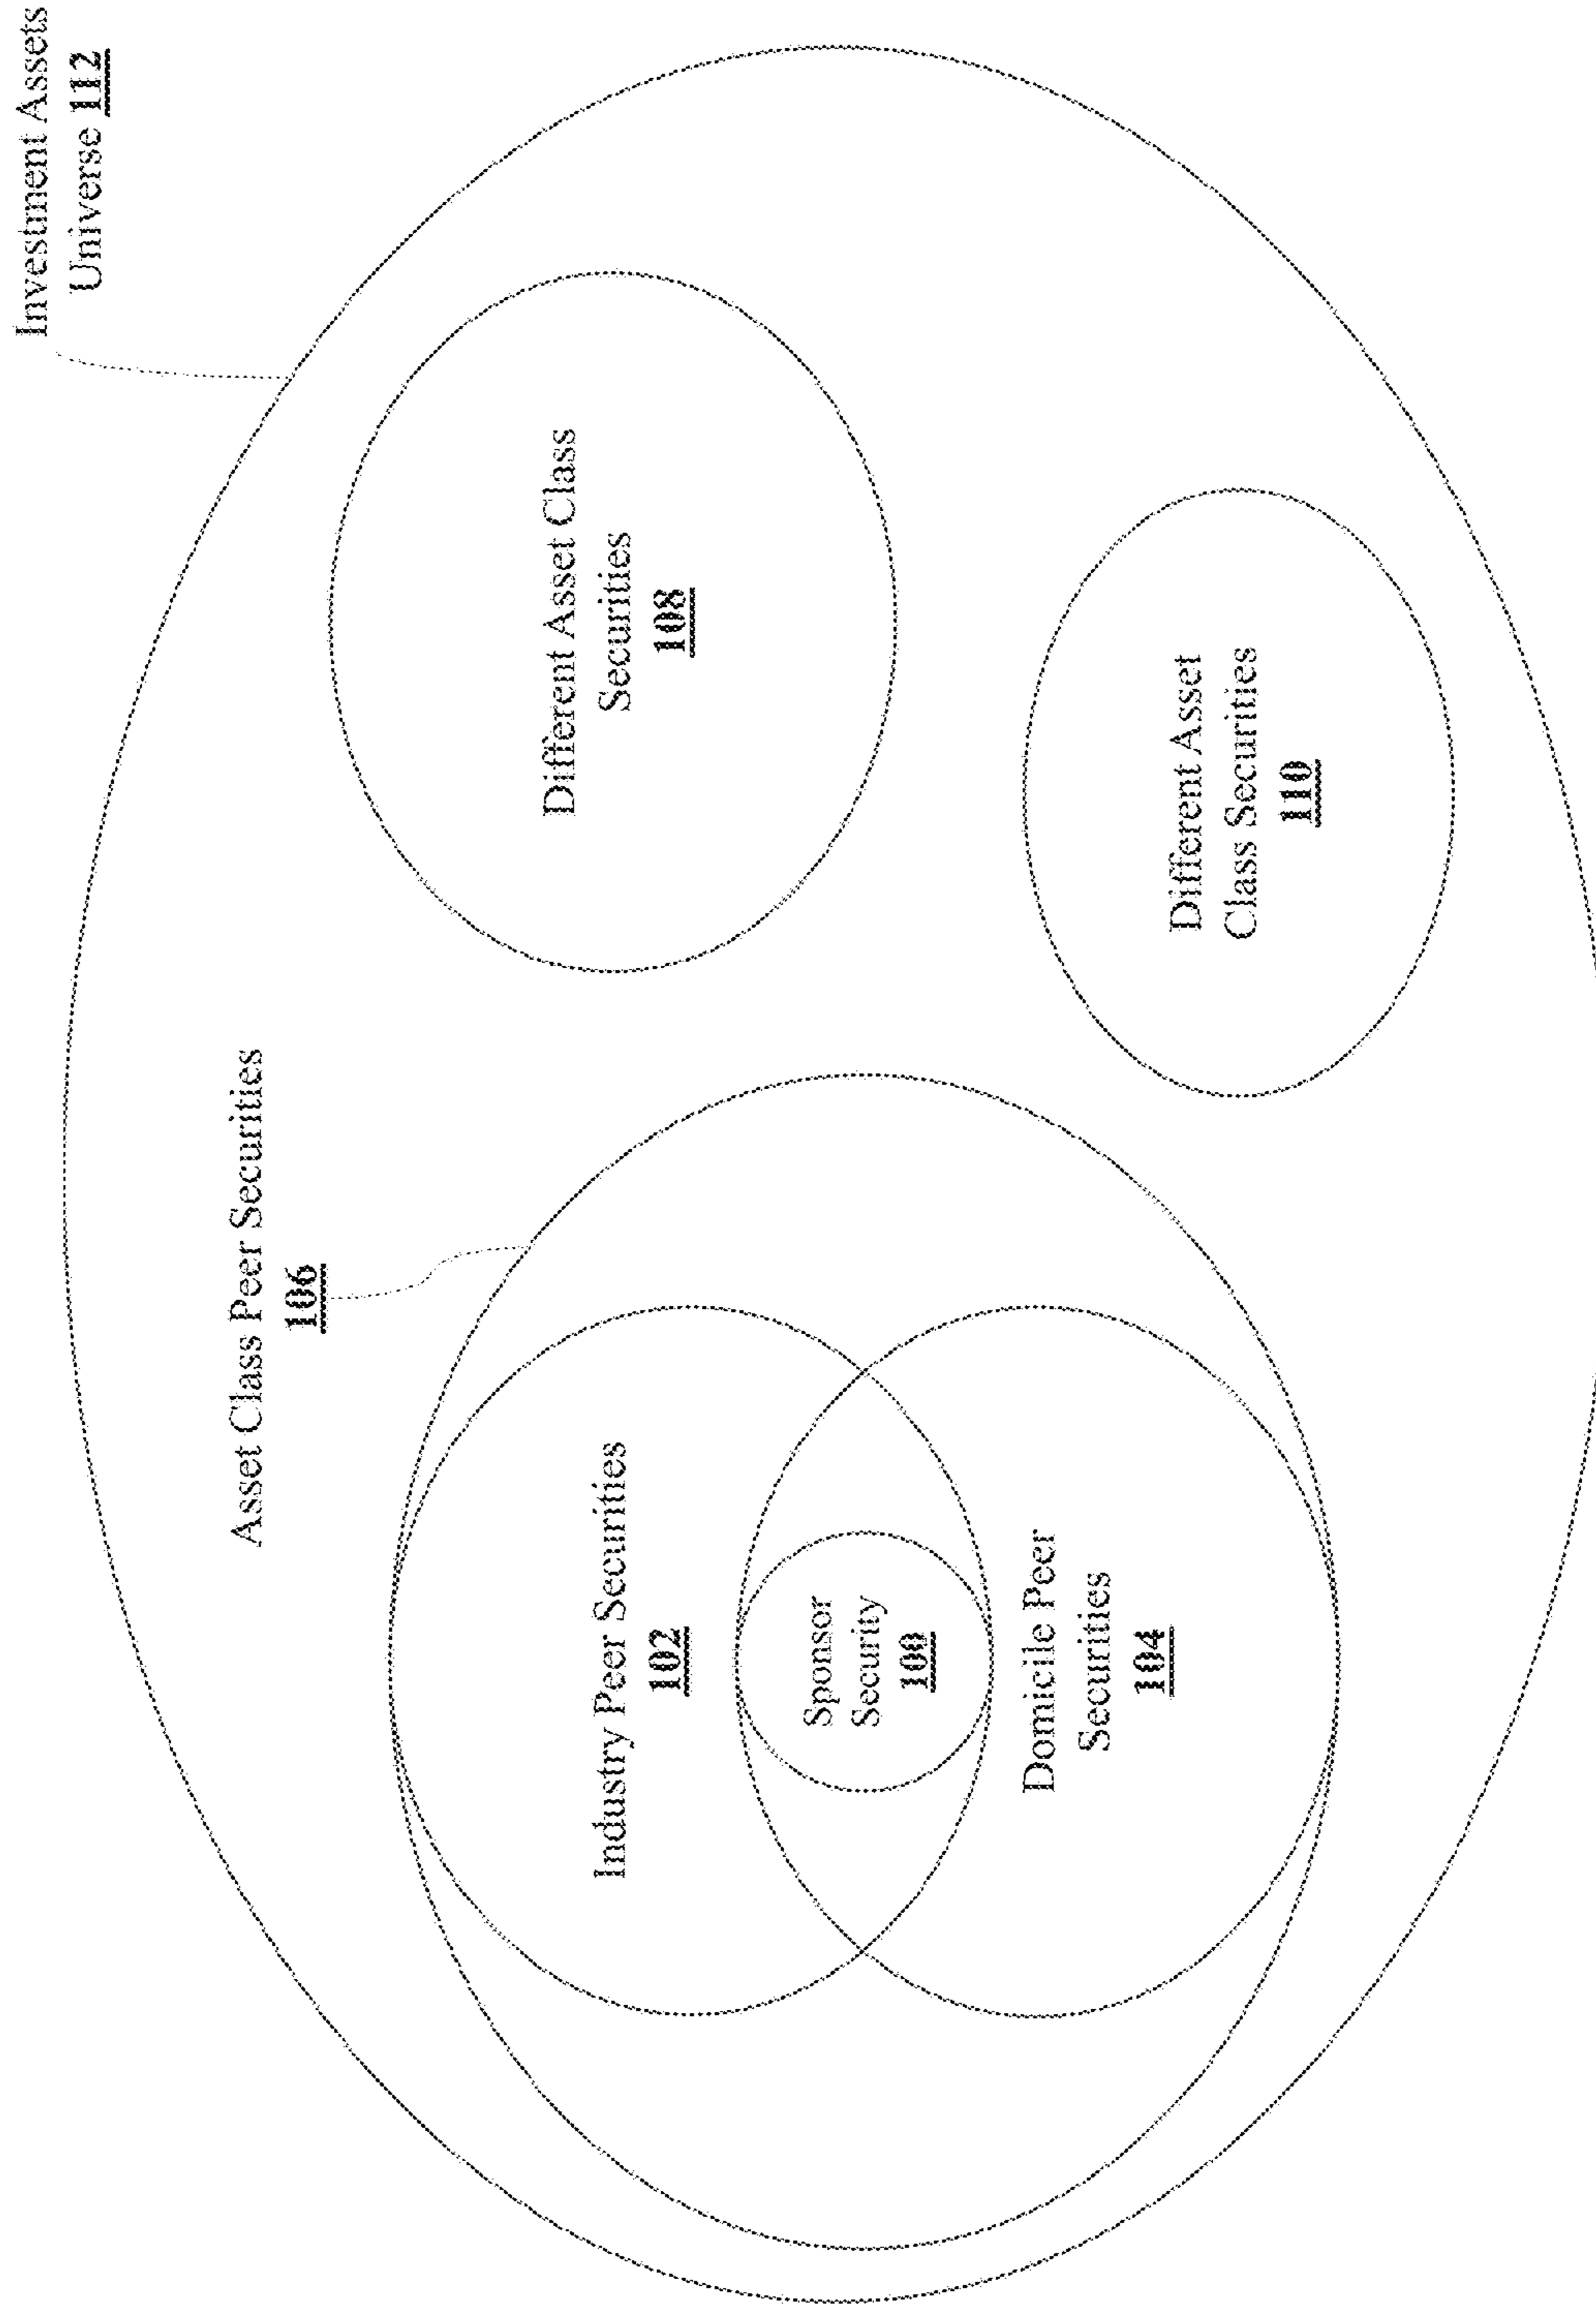 Investment Assets
Universe 112
Asset Class Peer Securities
106
Industry Peer Securities
102
Sponsor
Security
100
Domicile Peer
Securities
104
Different Asset Class
Securities
108
Different Asset
Class Securities
110